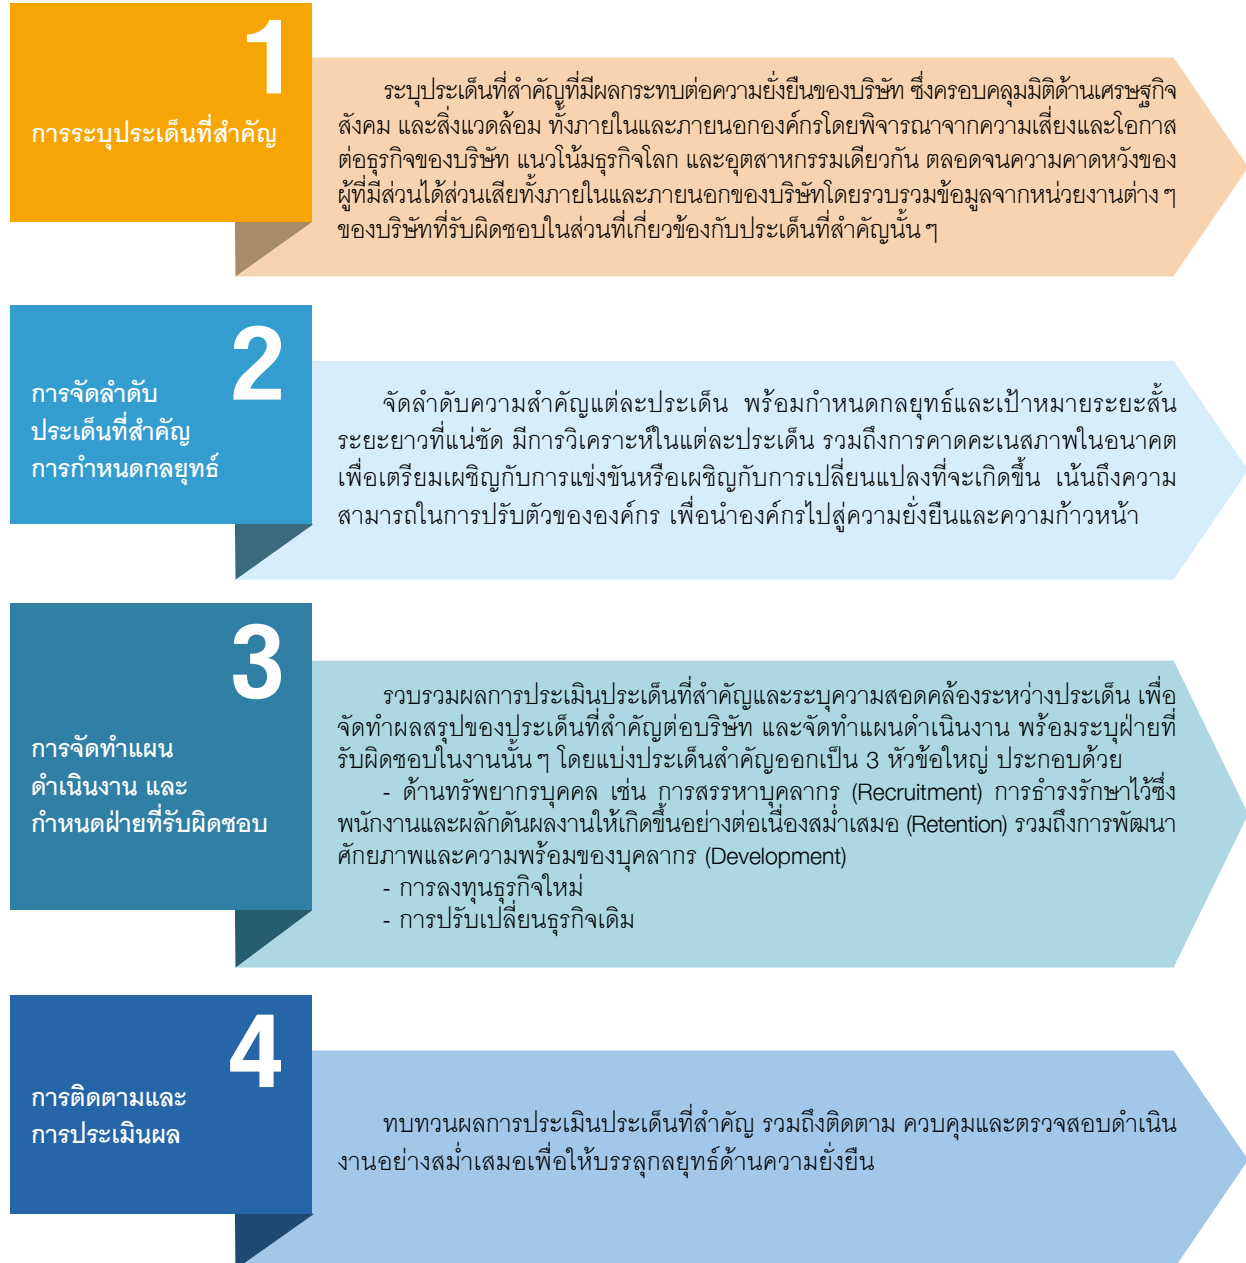 1
การระบุประเด็นที่สำคัญ
ระบุประเด็นที่สำคัญที่มีผลกระทบต่อความยั่งยืนของบริษัท ซึ่งครอบคลุมมิติด้านเศรษฐกิจ
สังคม และสิ่งแวดล้อม ทั้งภายในและภายนอกองค์กรโดยพิจารณาจากความเสี่ยงและโอกาส
ต่อธุรกิจของบริษัท แนวโน้มธุรกิจโลก และอุตสาหกรรมเดียวกัน ตลอดจนความคาดหวังของ
ผู้ที่มีส่วนได้ส่วนเสียทั้งภายในและภายนอกของบริษัทโดยรวบรวมข้อมูลจากหน่วยงานต่าง ๆ
ของบริษัทที่รับผิดชอบในส่วนที่เกี่ยวข้องกับประเด็นที่สำคัญนั้น ๆ
2
การจัดลำดับ
ประเด็นที่สำคัญ
การกำหนดกลยุทธ์
จัดลำดับความสำคัญแต่ละประเด็น พร้อมกำหนดกลยุทธ์และเป้าหมายระยะสั้น
ระยะยาวที่แน่ชัด มีการวิเคราะห์ในแต่ละประเด็น รวมถึงการคาดคะเนสภาพในอนาคต
เพื่อเตรียมเผชิญกับการแข่งขันหรือเผชิญกับการเปลี่ยนแปลงที่จะเกิดขึ้น เน้นถึงความ
สามารถในการปรับตัวขององค์กร เพื่อนำองค์กรไปสู่ความยั่งยืนและความก้าวหน้า
3
การจัดทำแผน
ดำเนินงาน และ
กำหนดฝ่ายที่รับผิดชอบ
รวบรวมผลการประเมินประเด็นที่สำคัญและระบุความสอดคล้องระหว่างประเด็น เพื่อ
จัดทำผลสรุปของประเด็นที่สำคัญต่อบริษัท และจัดทำแผนดำเนินงาน พร้อมระบุฝ่ายที่
รับผิดชอบในงานนั้น ๆ โดยแบ่งประเด็นสำคัญออกเป็น 3 หัวข้อใหญ่ ประกอบด้วย
- ด้านทรัพยากรบุคคล เช่น การสรรหาบุคลากร (Recruitment) การธำรงรักษาไว้ซึ่ง
พนักงานและผลักดันผลงานให้เกิดขึ้นอย่างต่อเนื่องสม่ำเสมอ (Retention) รวมถึงการพัฒนา
ศักยภาพและความพร้อมของบุคลากร (Development)
- การลงทุนธุรกิจใหม่
- การปรับเปลี่ยนธุรกิจเดิม
4
การติดตามและ
การประเมินผล
ทบทวนผลการประเมินประเด็นที่สำคัญ รวมถึงติดตาม ควบคุมและตรวจสอบดำเนิน
งานอย่างสม่ำเสมอเพื่อให้บรรลุกลยุทธ์ด้านความยั่งยืน